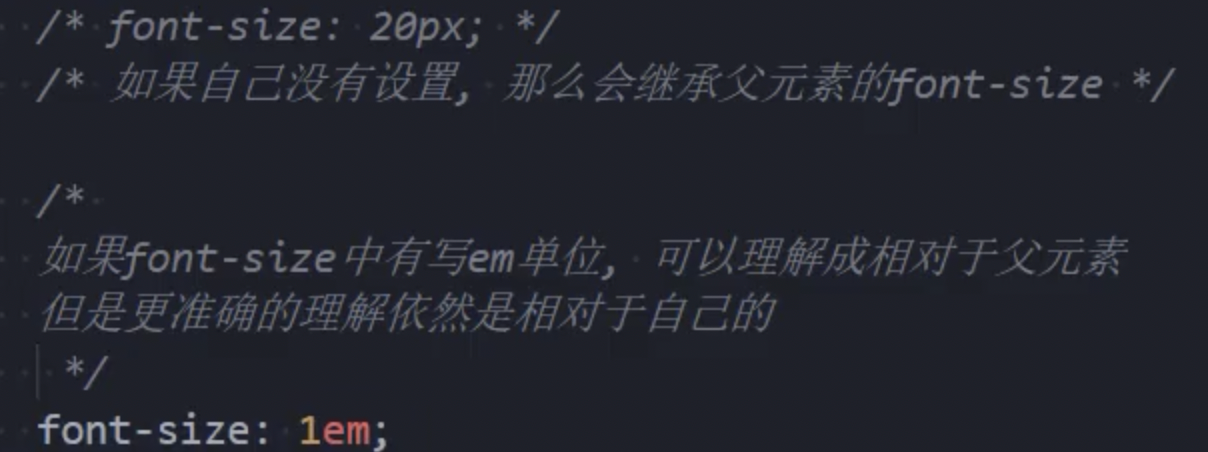 /* font-size: 20px; */
/* 如果自己没有设置, 那么会继承父元素的font-size */
/*
如果font-size中有写em单位, 可以理解成相对于父元素
但是更准确的理解依然是相对于自己的
*/
font-size: 1em;